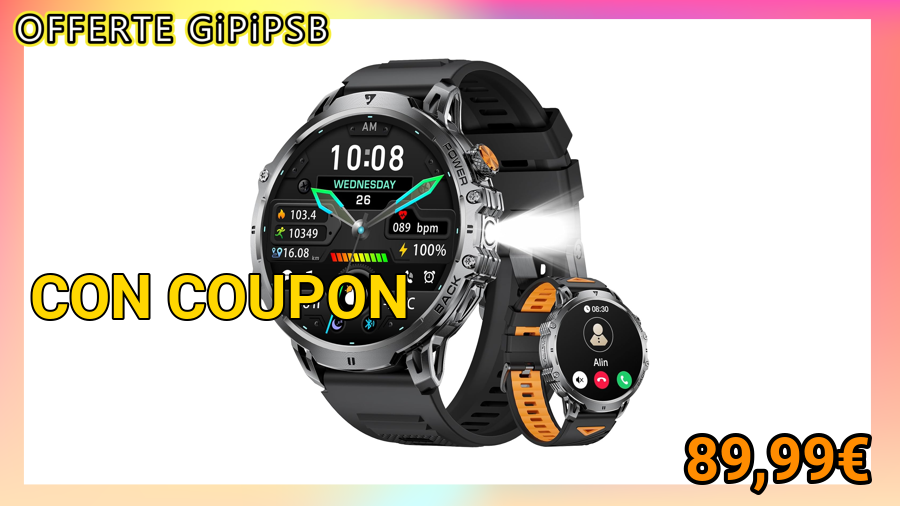 OFFERTE GiPiPSB
AM
10:08
POWER
WEDNESDAY
26
103.4
089 bpm
10349
100%
16.08 km
BACK
CON COUPON
08:30
Alin
89,99€